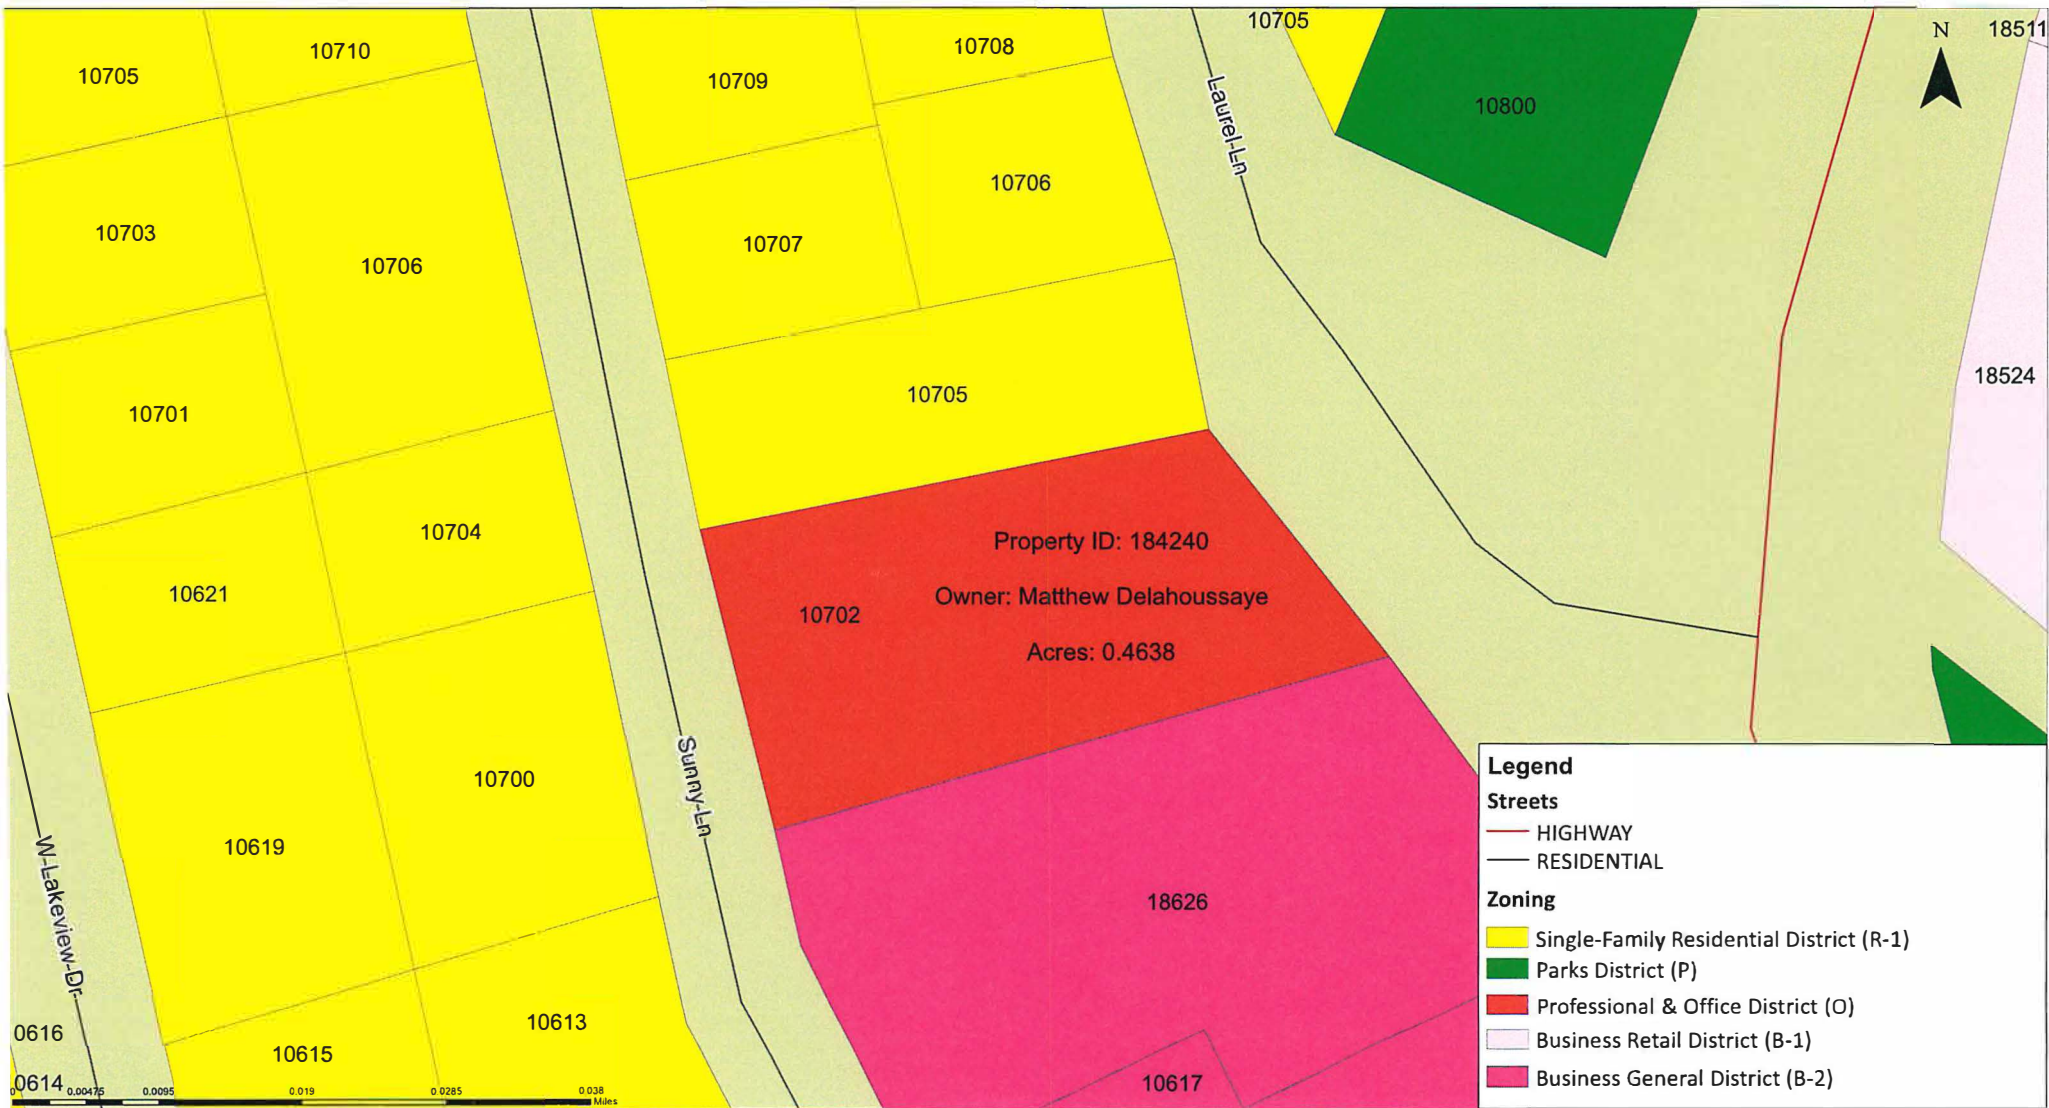 10705
10710
10709
10708
10705
10800
N
18511
10703
10706
10707
10706
Laurel Ln
18524
10701
10704
10705
10621
10702
Property ID: 184240
Owner: Matthew Delahoussaye
Acres: 0.4638
10619
10700
Sunny Ln
W Lakeview Dr
18626
10613
10615
10617
0616
0614
0 0.00475 0.0095 0.019 0.0285 0.038
Miles
Legend
Streets
HIGHWAY
RESIDENTIAL
Zoning
Single-Family Residential District (R-1)
Parks District (P)
Professional & Office District (O)
Business Retail District (B-1)
Business General District (B-2)